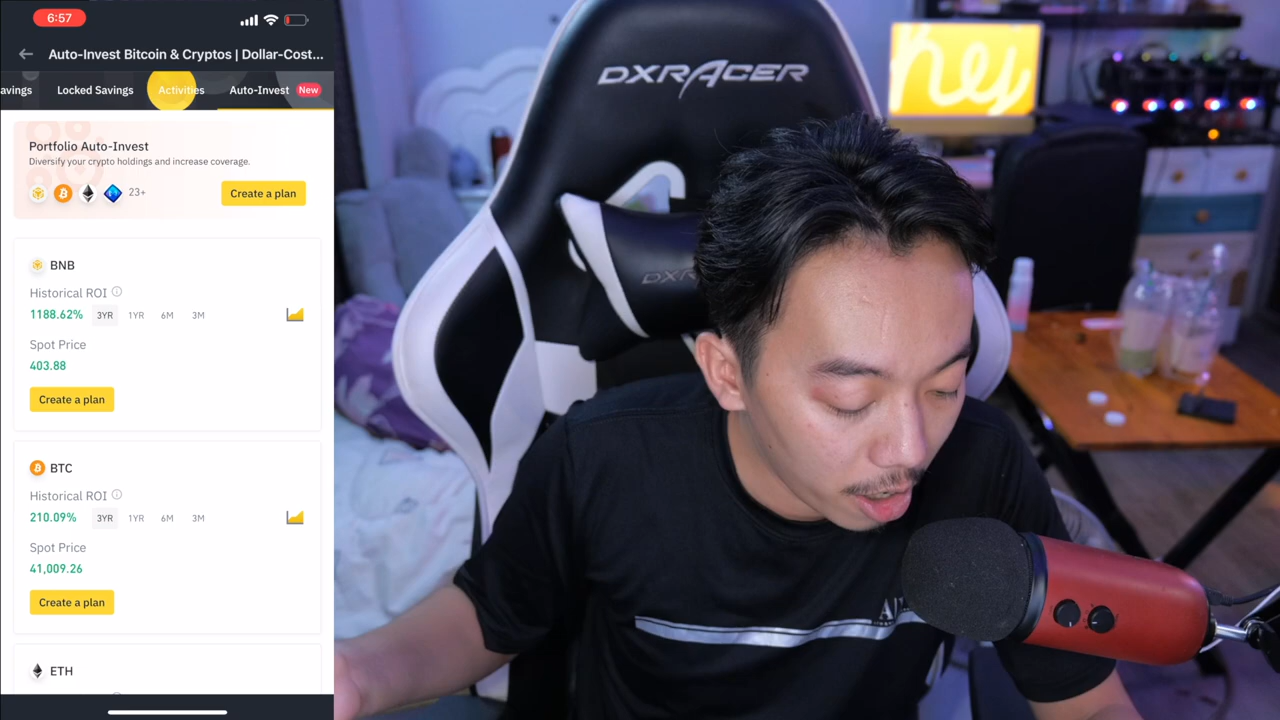 6:57
Auto-Invest Bitcoin & Cryptos | Dollar-Cost...
avings Locked Savings Activities Auto-Invest New
Portfolio Auto-Invest
Diversify your crypto holdings and increase coverage.
23+ Create a plan
BNB
Historical ROI
1188.62% 3YR 1YR 6M 3M
Spot Price
403.88
Create a plan
BTC
Historical ROI
210.09% 3YR 1YR 6M 3M
Spot Price
41,009.26
Create a plan
ETH
DXRACER
hej
DXR